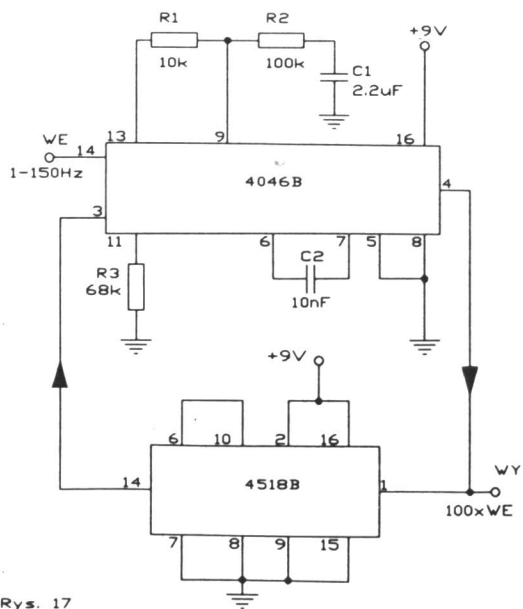 R1
R2
+9V
10k
100k
C1
2.2uF
WE
13
9
16
14
1-150Hz
4046B
4
3
11
6
7
5
8
C2
R3
68k
10nF
+9V
6
10
2
16
WY
14
4518B
1
100xWE
7
8
9
15
Rys. 17